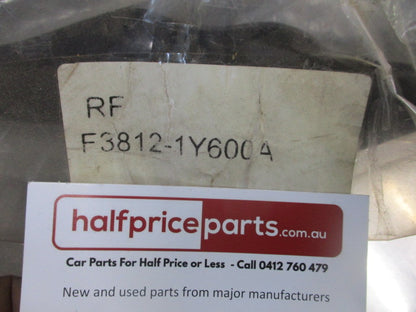 RF
F3812-1Y600A
halfpriceparts.com.au
Car Parts For Half Price or Less - Call 0412 760 479
New and used parts from major manufacturers